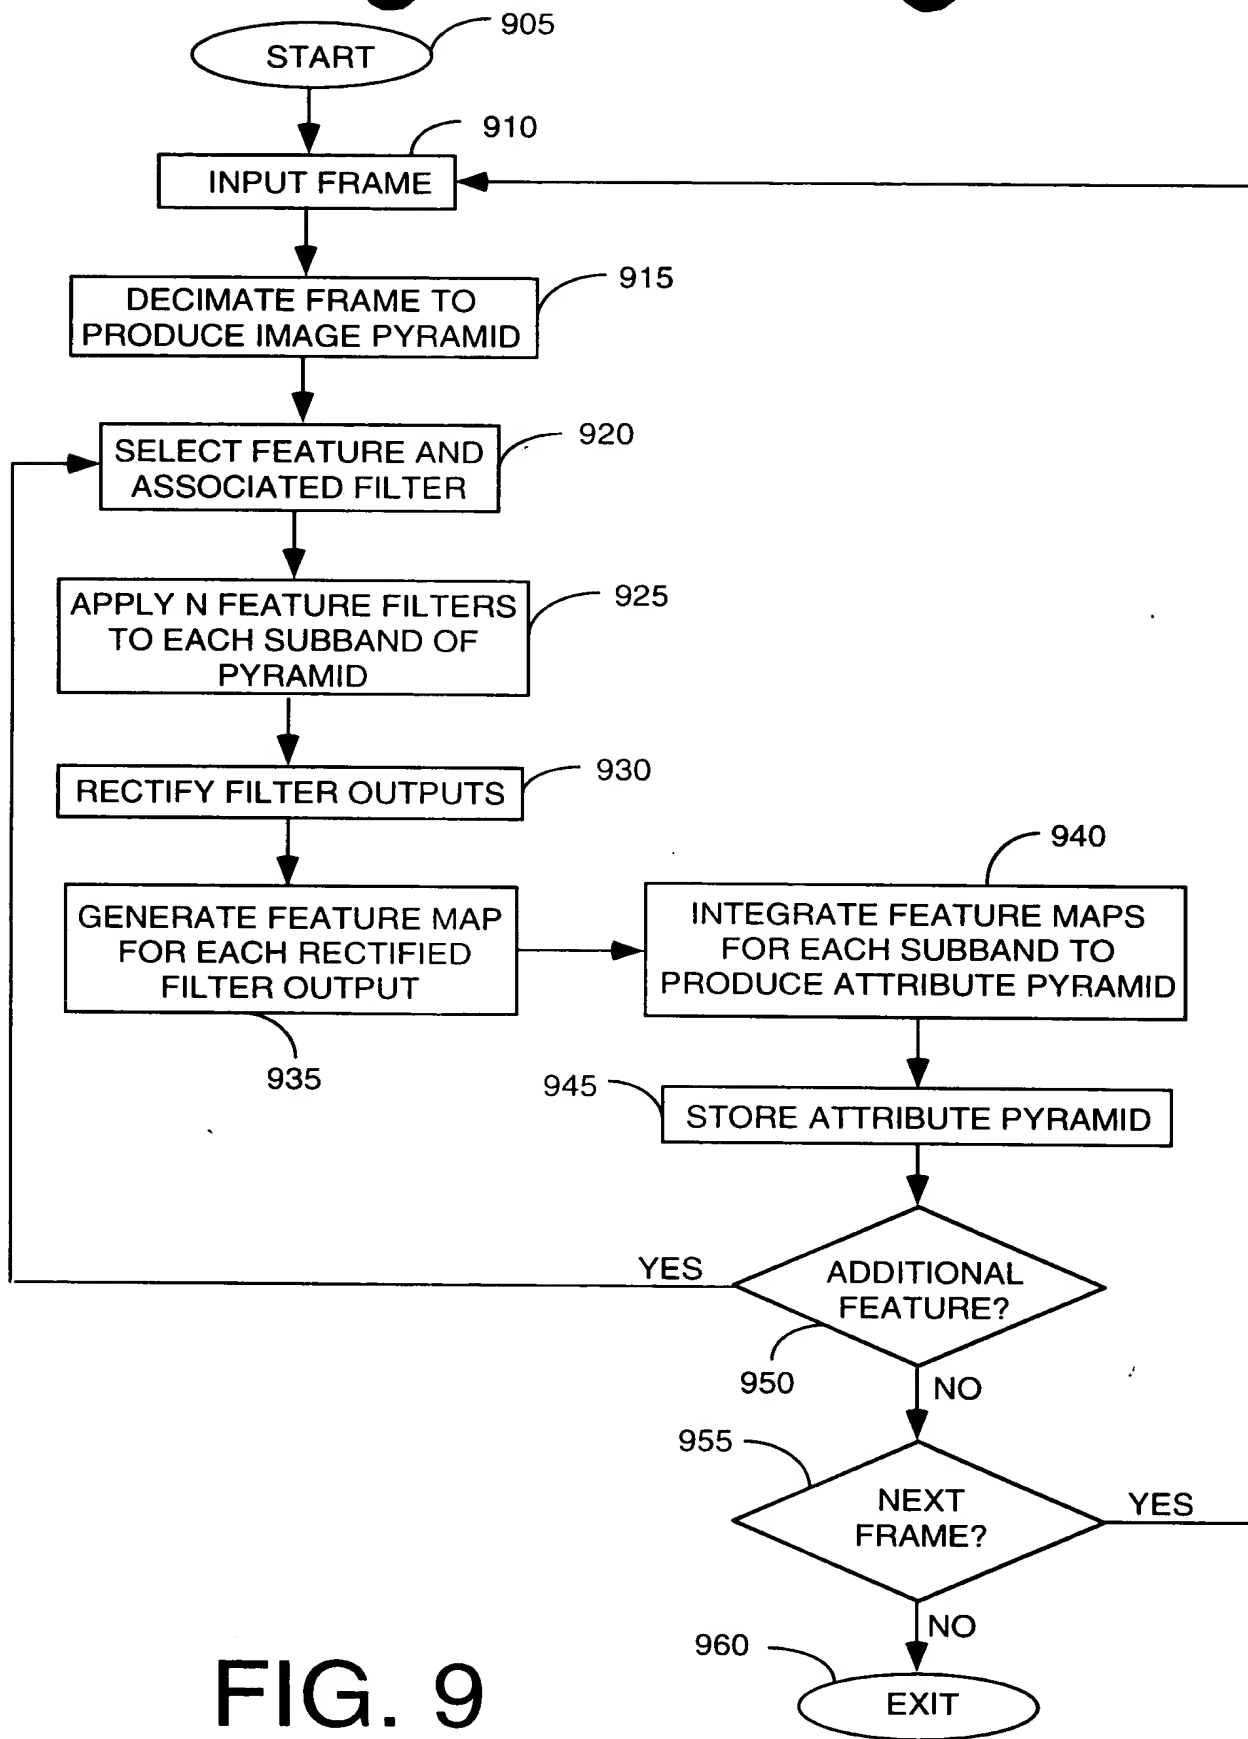 START
905
910
INPUT FRAME
915
DECIMATE FRAME TO
PRODUCE IMAGE PYRAMID
920
SELECT FEATURE AND
ASSOCIATED FILTER
925
APPLY N FEATURE FILTERS
TO EACH SUBBAND OF
PYRAMID
930
RECTIFY FILTER OUTPUTS
GENERATE FEATURE MAP
FOR EACH RECTIFIED
FILTER OUTPUT
935
940
INTEGRATE FEATURE MAPS
FOR EACH SUBBAND TO
PRODUCE ATTRIBUTE PYRAMID
945
STORE ATTRIBUTE PYRAMID
YES
ADDITIONAL
FEATURE?
950
NO
955
NEXT
FRAME?
YES
NO
960
EXIT
FIG. 9